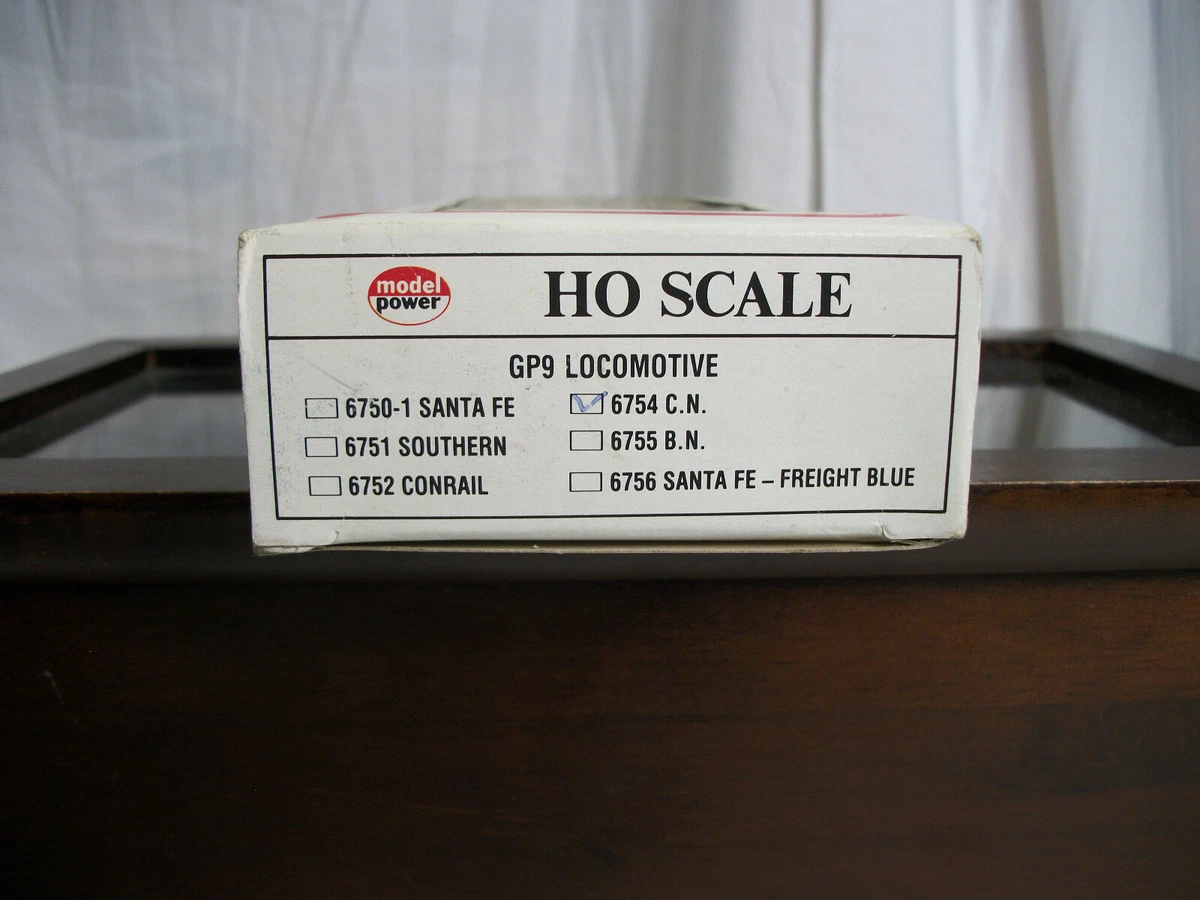 model power
HO SCALE
GP9 LOCOMOTIVE
6750-1 SANTA FE
6751 SOUTHERN
6752 CONRAIL
6754 C.N.
6755 B.N.
6756 SANTA FE – FREIGHT BLUE